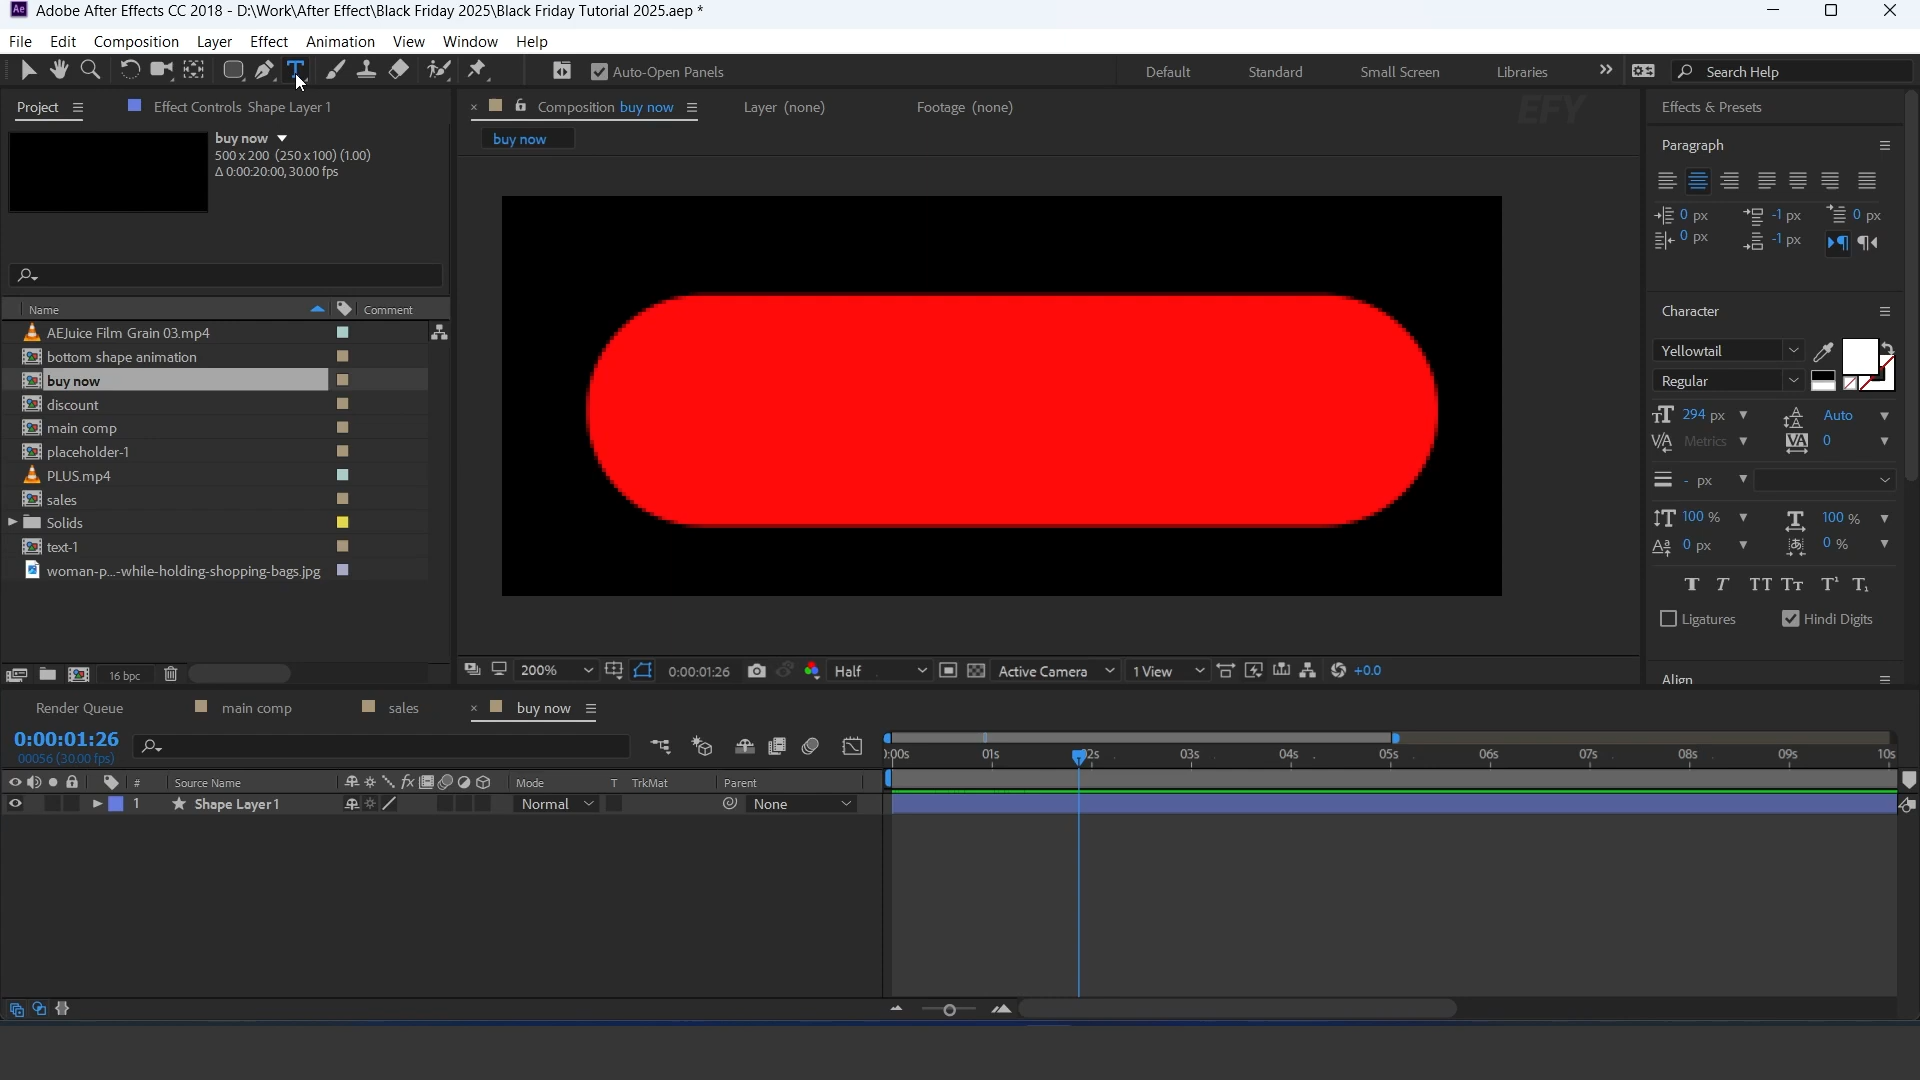 Adobe After Effects CC 2018 - D:\Work\After Effect\Black Friday 2025\Black Friday Tutorial 2025.aep *
File Edit Composition Layer Effect Animation View Window Help
Auto-Open Panels Default Standard Small Screen Libraries Search Help
Project Effect Controls Shape Layer 1
buy now
500 x 200 (250 x 100) (1.00)
Δ 0:00:20:00, 30.00 fps
Name Comment
AEJuice Film Grain 03.mp4
bottom shape animation
buy now
discount
main comp
placeholder-1
PLUS.mp4
sales
Solids
text-1
woman-p...-while-holding-shopping-bags.jpg
16 bpc
Composition buy now Layer (none) Footage (none)
EFY
buy now
200% 0:00:01:26 Half Active Camera 1 View +0.0
Effects & Presets
Paragraph
0 px -1 px 0 px
0 px -1 px
Character
Yellowtail
Regular
294 px Auto
Metrics 0
- px
100 % 100 %
0 px 0 %
Ligatures Hindi Digits
Align
Render Queue main comp sales buy now
0:00:01:26
00056 (30.00 fps)
):00s 01s 02s 03s 04s 05s 06s 07s 08s 09s 10s
# Source Name Mode T TrkMat Parent
1 Shape Layer 1 Normal None